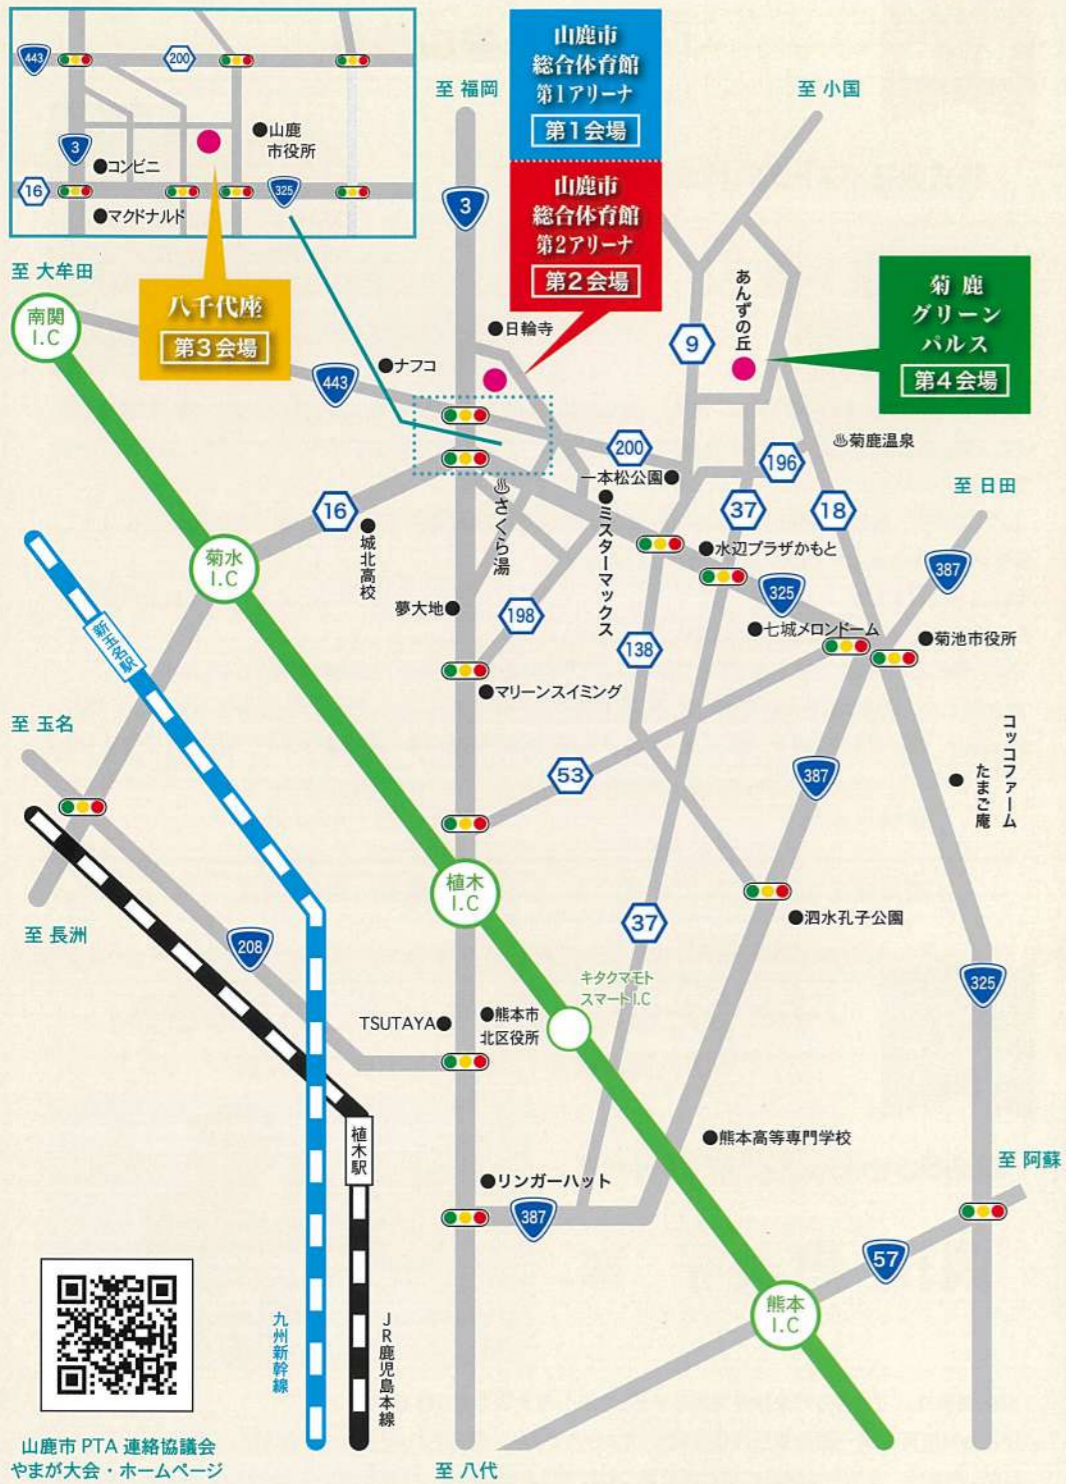 443
200
3
16
325
●山鹿
市役所
●コンビニ
●マクドナルド
八千代座
第3会場
山鹿市
総合体育館
第1アリーナ
第1会場
山鹿市
総合体育館
第2アリーナ
第2会場
菊鹿
グリーン
パルス
第4会場
至 福岡
至 小国
3
至 大牟田
南関
I.C
443
●ナフコ
●日輪寺
あんずの丘
9
200
♨菊鹿温泉
196
一本松公園●
至 日田
16
●城北高校
♨さくら湯
●ミスターマックス
37
18
菊水
I.C
●水辺プラザかもと
387
325
夢大地●
198
138
●七城メロンドーム
●菊池市役所
新玉名駅
●マリーンスイミング
至 玉名
53
387
コッコファーム
たまご庵
●
植木
I.C
至 長洲
208
37
●泗水孔子公園
キタクマモト
スマートI.C
325
TSUTAYA●
●熊本市
北区役所
植木駅
●熊本高等専門学校
至 阿蘇
●リンガーハット
387
57
熊本
I.C
九州新幹線
JR鹿児島本線
山鹿市 PTA 連絡協議会
やまが大会・ホームページ
至 八代